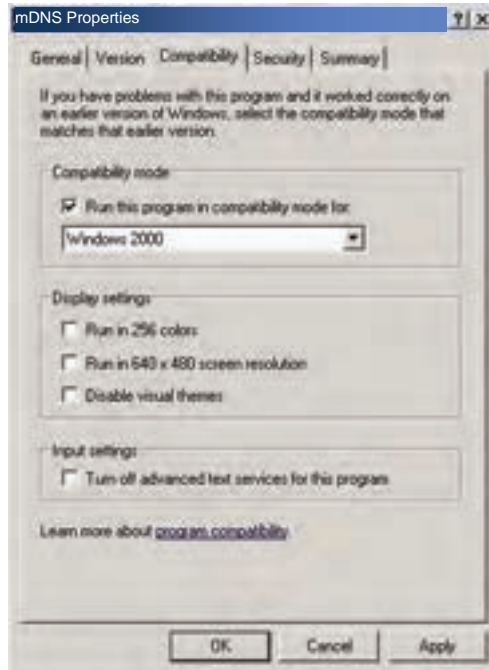 mDNS Properties
General Version Compatibility Security Summary
If you have problems with this program and it worked correctly on
an earlier version of Windows, select the compatibility mode that
matches that earlier version.
Compatibility mode
Run this program in compatibility mode for:
Windows 2000
Display settings
Run in 256 colors
Run in 640 x 480 screen resolution
Disable visual themes
Input settings
Turn off advanced text services for this program
Learn more about program compatibility.
OK Cancel Apply